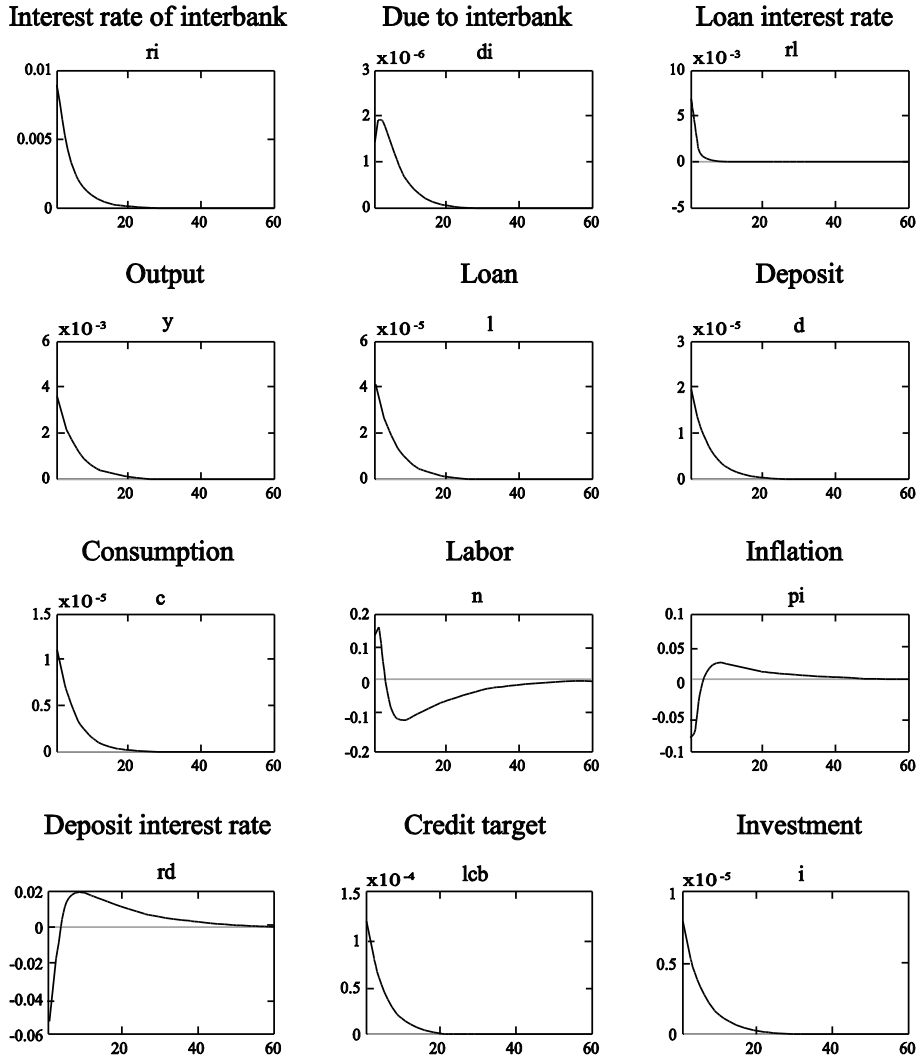 Interest rate of interbank Due to interbank Loan interest rate
ri x10⁻⁶ di x10⁻³ rl
0.01 3 10
0.005 2 5
1 0
0 0 -5
20 40 60 20 40 60 20 40 60
Output Loan Deposit
x10⁻³ y x10⁻⁵ l x10⁻⁵ d
6 6 3
4 4 2
2 2 1
0 0 0
20 40 60 20 40 60 20 40 60
Consumption Labor Inflation
x10⁻⁵ c n pi
1.5 0.2 0.1
1 0.1 0.05
0 0
0.5 -0.1 -0.05
0 -0.2 -0.1
20 40 60 20 40 60 20 40 60
Deposit interest rate Credit target Investment
rd x10⁻⁴ lcb x10⁻⁵ i
0.02 1.5 1
0 1
-0.02 0.5
-0.04 0.5
-0.06 0 0
20 40 60 20 40 60 20 40 60